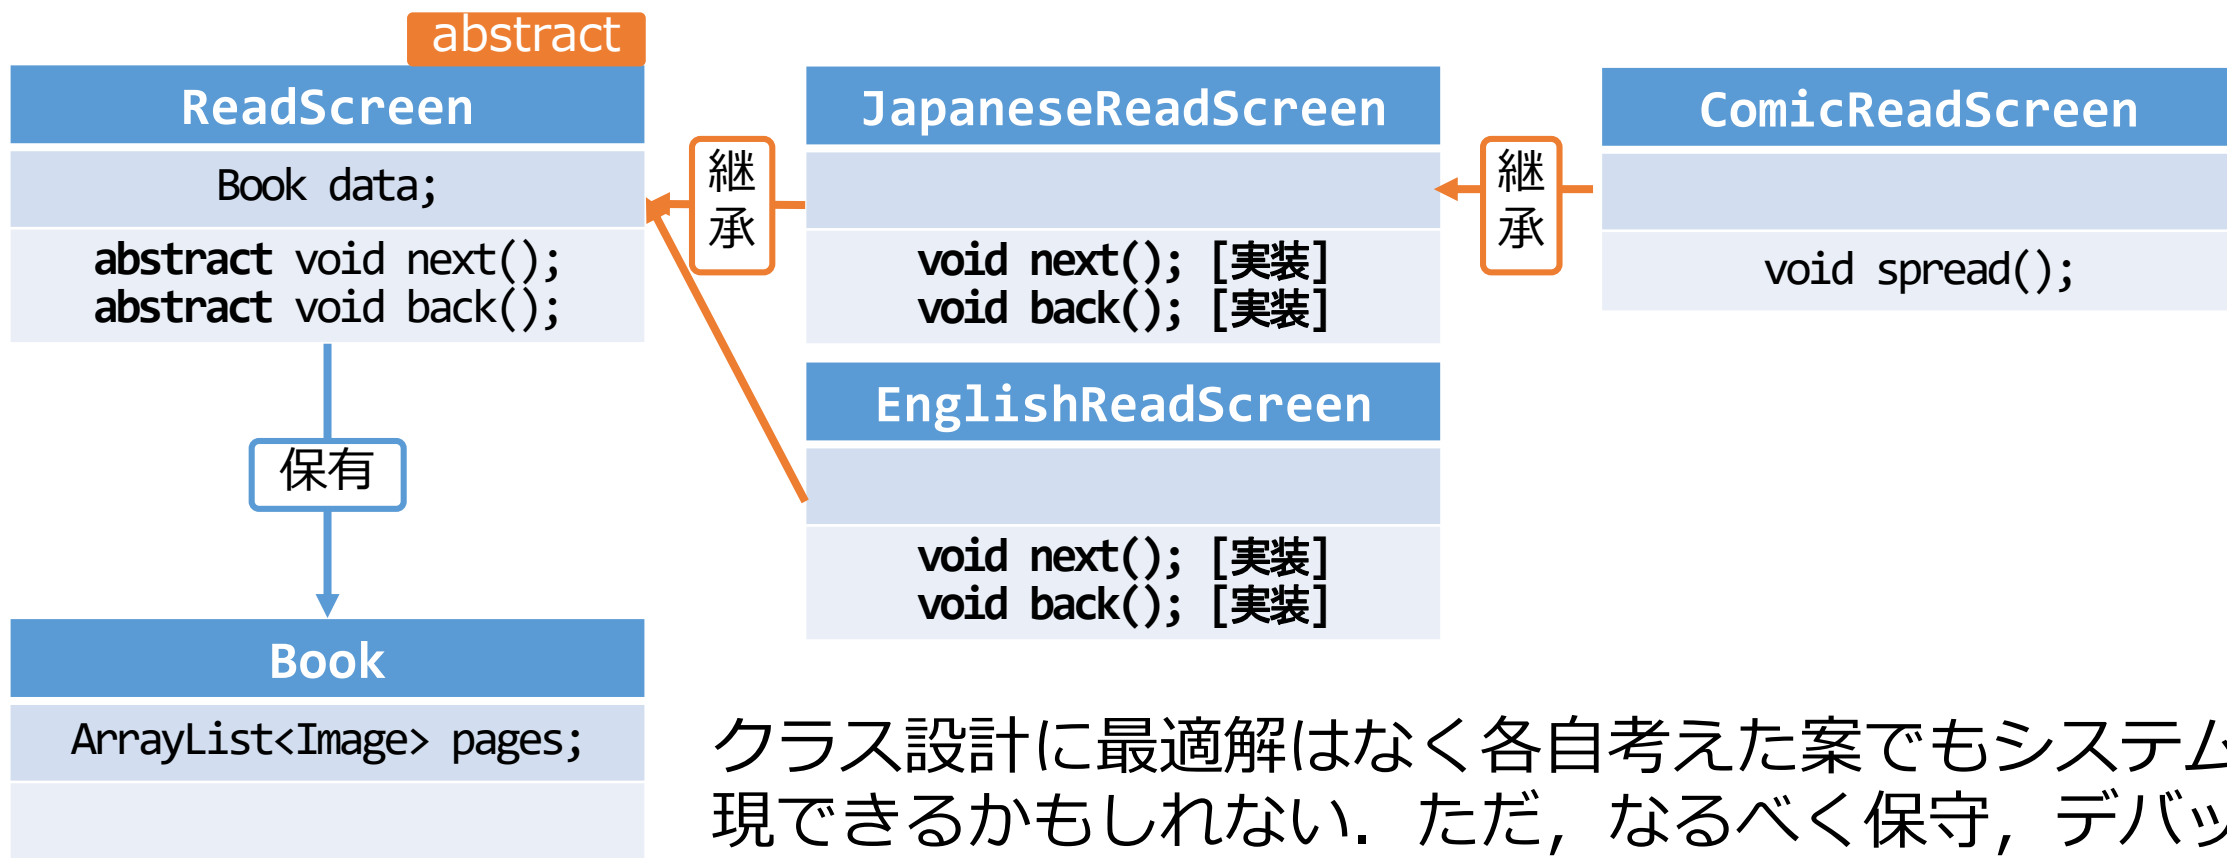 abstract
ReadScreen
Book data;
abstract void next();
abstract void back();
継
承
JapaneseReadScreen
void next(); [実装]
void back(); [実装]
継
承
ComicReadScreen
void spread();
EnglishReadScreen
void next(); [実装]
void back(); [実装]
保有
Book
ArrayList<Image> pages;
クラス設計に最適解はなく各自考えた案でもシステム
現できるかもしれない．ただ，なるべく保守，デバッ